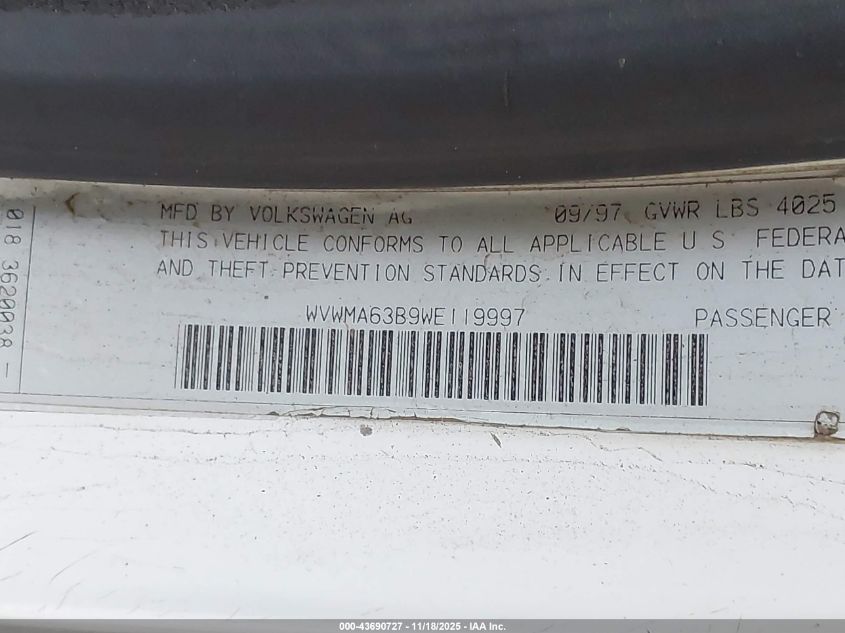 MFD BY VOLKSWAGEN AG 09/97 GVWR LBS 4025
THIS VEHICLE CONFORMS TO ALL APPLICABLE U S FEDERA
AND THEFT PREVENTION STANDARDS IN EFFECT ON THE DAT
WVWMA63B9WE119997 PASSENGER
018 3620038 -
000-43690727 - 11/18/2025 - IAA Inc.